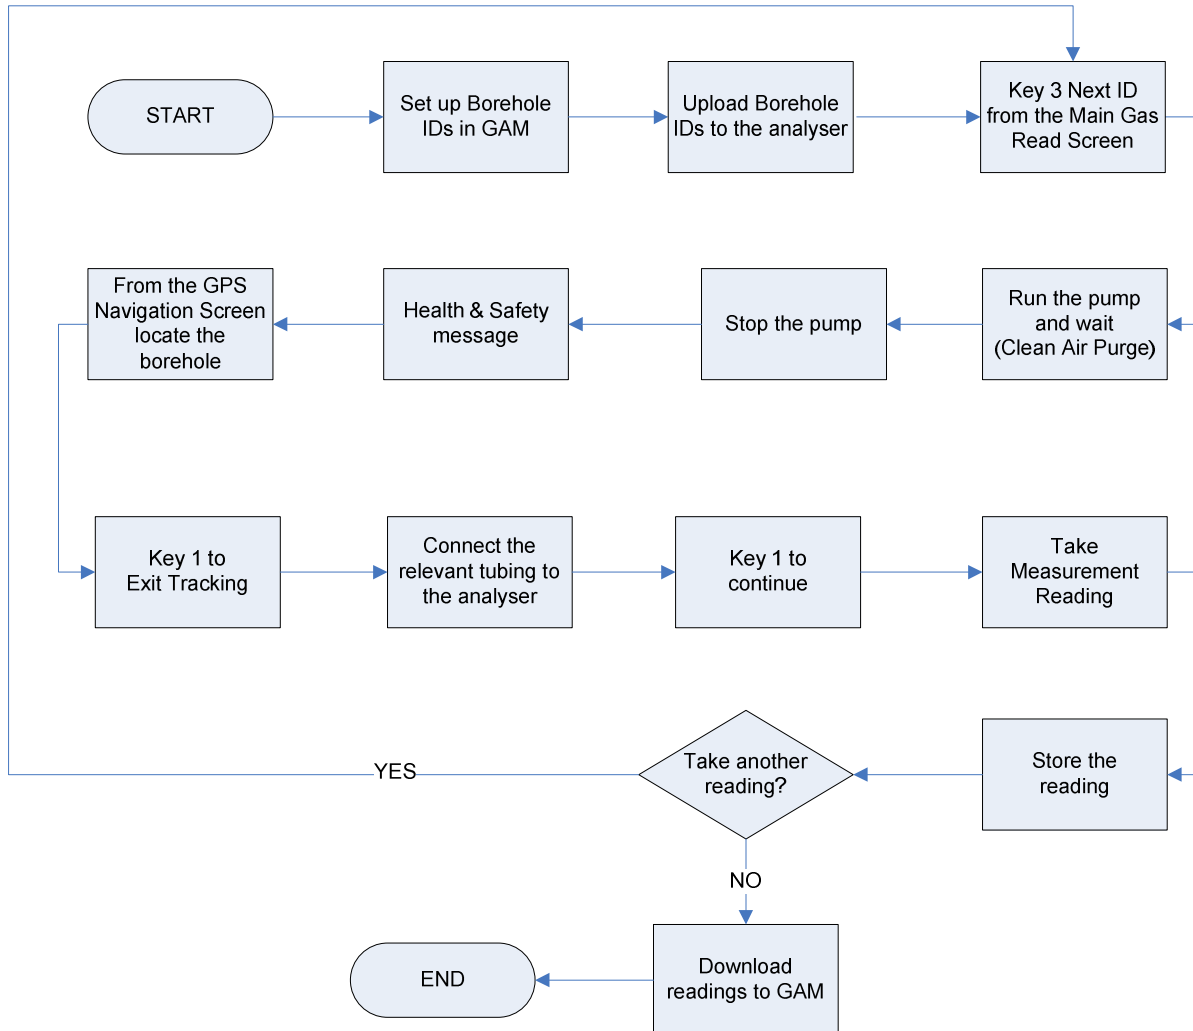 START
Set up Borehole
IDs in GAM
Upload Borehole
IDs to the analyser
Key 3 Next ID
from the Main Gas
Read Screen
From the GPS
Navigation Screen
locate the
borehole
Health & Safety
message
Stop the pump
Run the pump
and wait
(Clean Air Purge)
Key 1 to
Exit Tracking
Connect the
relevant tubing to
the analyser
Key 1 to
continue
Take
Measurement
Reading
YES
Take another
reading?
Store the
reading
NO
END
Download
readings to GAM